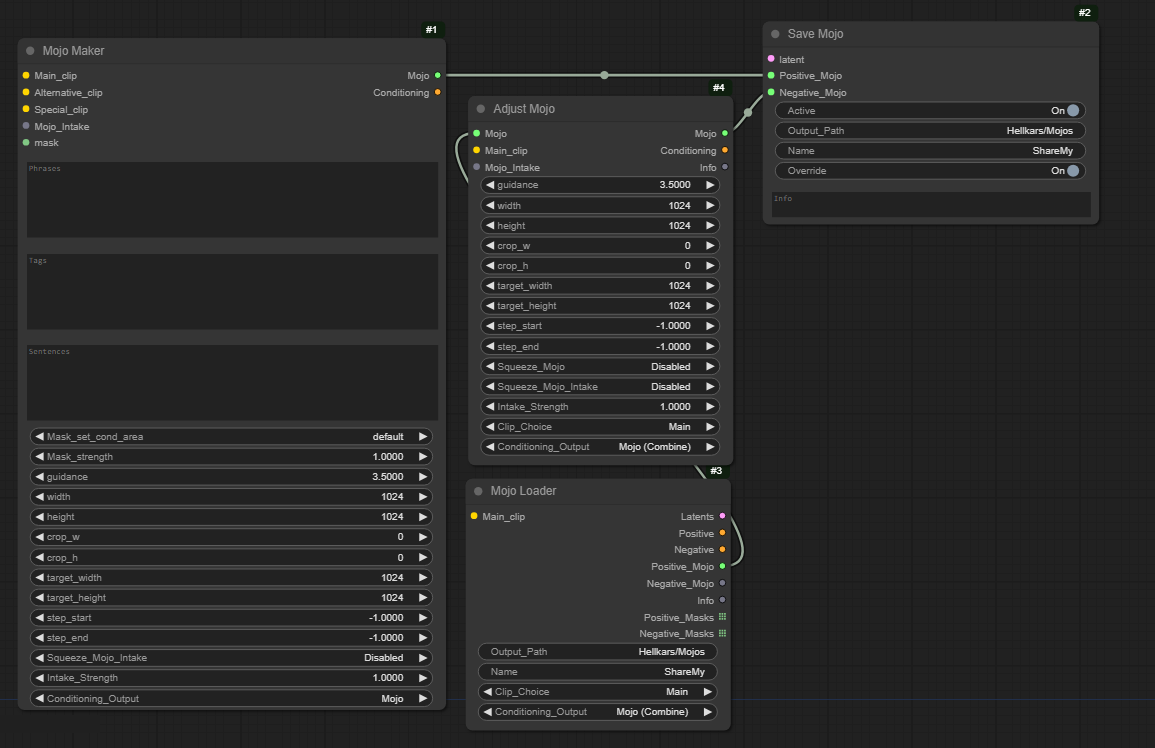 #1
Mojo Maker
Main_clip Mojo
Alternative_clip Conditioning
Special_clip
Mojo_Intake
mask
Phrases
Tags
Sentences
Mask_set_cond_area default
Mask_strength 1.0000
guidance 3.5000
width 1024
height 1024
crop_w 0
crop_h 0
target_width 1024
target_height 1024
step_start -1.0000
step_end -1.0000
Squeeze_Mojo_Intake Disabled
Intake_Strength 1.0000
Conditioning_Output Mojo
#4
Adjust Mojo
Mojo Mojo
Main_clip Conditioning
Mojo_Intake Info
guidance 3.5000
width 1024
height 1024
crop_w 0
crop_h 0
target_width 1024
target_height 1024
step_start -1.0000
step_end -1.0000
Squeeze_Mojo Disabled
Squeeze_Mojo_Intake Disabled
Intake_Strength 1.0000
Clip_Choice Main
Conditioning_Output Mojo (Combine)
#3
Mojo Loader
Main_clip Latents
Positive
Negative
Positive_Mojo
Negative_Mojo
Info
Positive_Masks
Negative_Masks
Output_Path Hellkars/Mojos
Name ShareMy
Clip_Choice Main
Conditioning_Output Mojo (Combine)
#2
Save Mojo
latent
Positive_Mojo
Negative_Mojo
Active On
Output_Path Hellkars/Mojos
Name ShareMy
Override On
Info